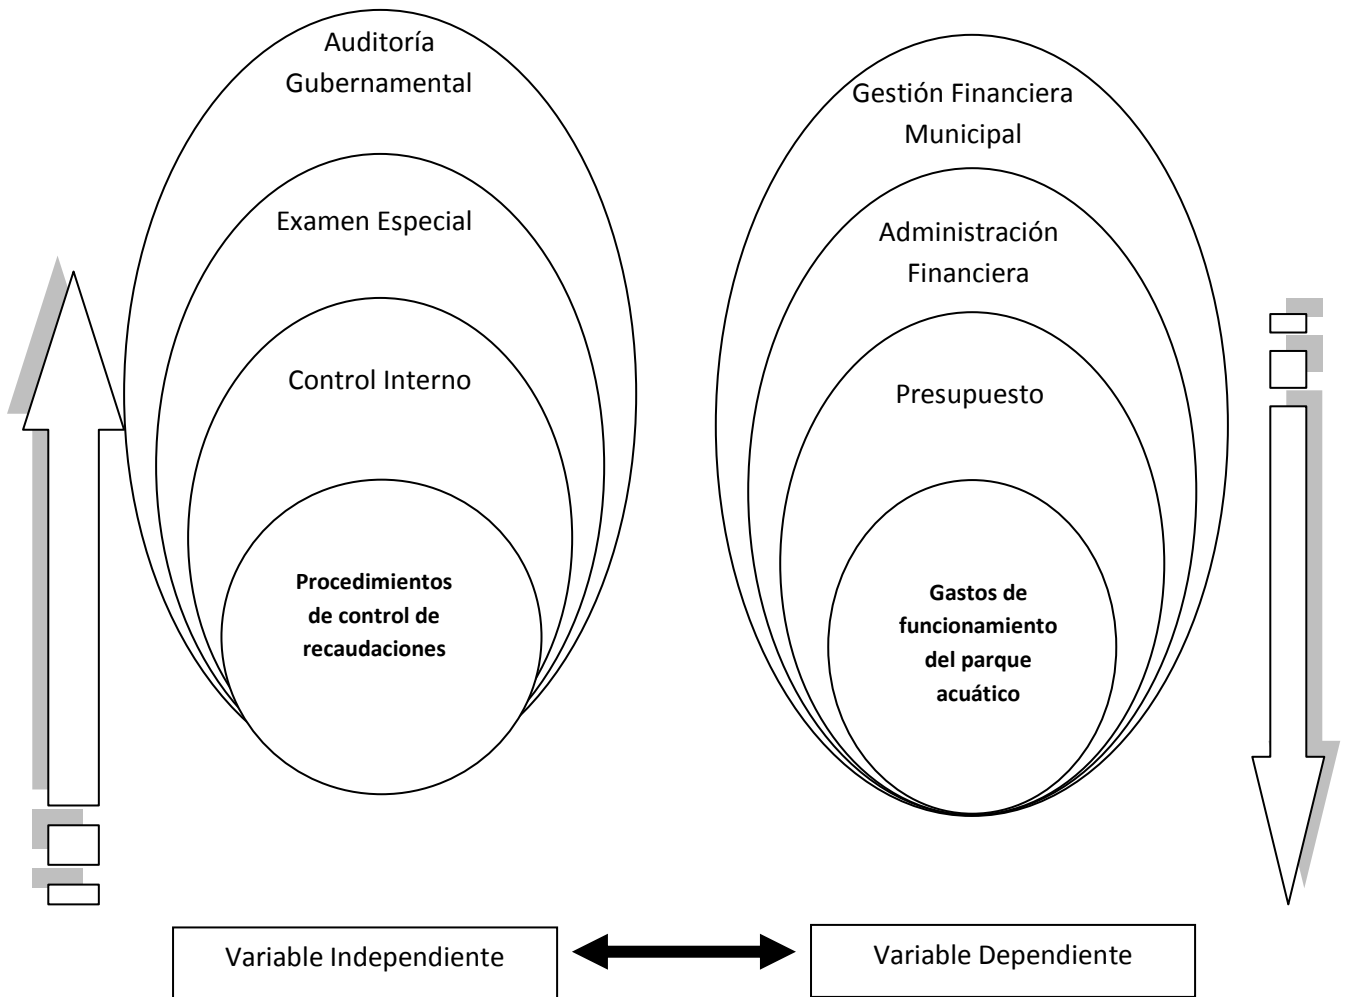 Auditoría
Gubernamental
Examen Especial
Control Interno
Procedimientos
de control de
recaudaciones
Gestión Financiera
Municipal
Administración
Financiera
Presupuesto
Gastos de
funcionamiento
del parque
acuático
Variable Independiente
Variable Dependiente